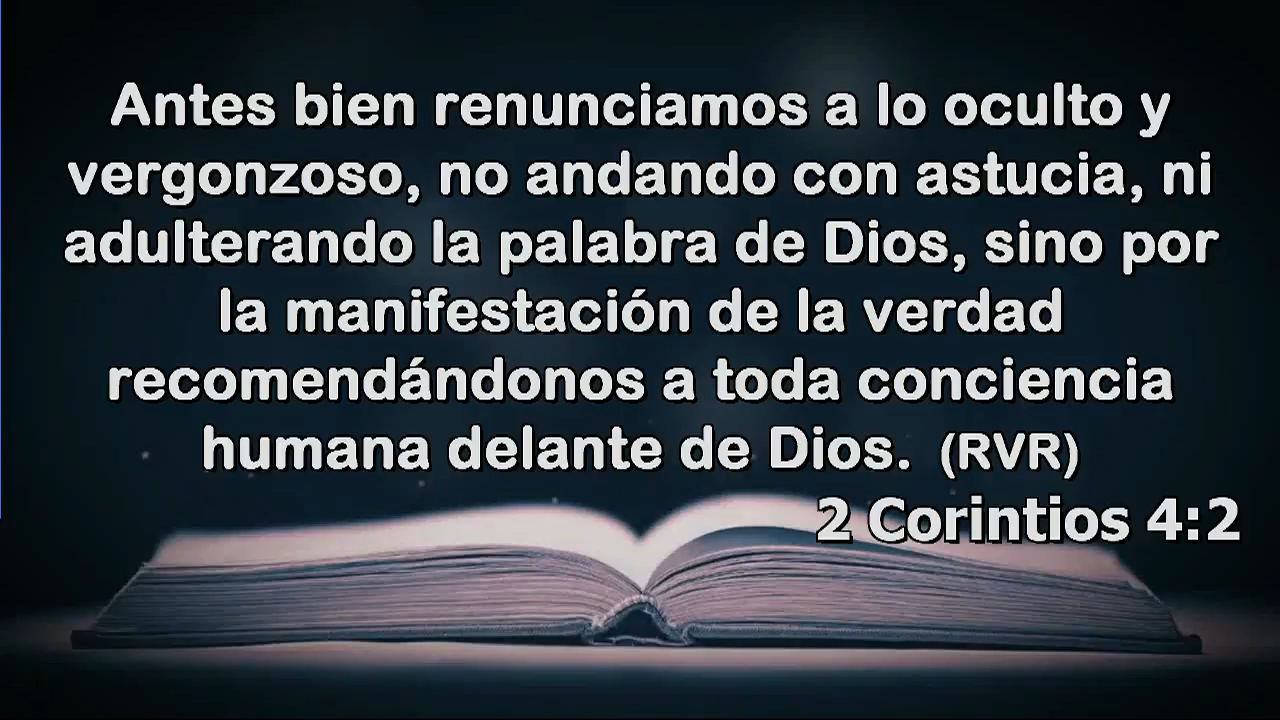 Antes bien renunciamos a lo oculto y
vergonzoso, no andando con astucia, ni
adulterando la palabra de Dios, sino por
la manifestación de la verdad
recomendándonos a toda conciencia
humana delante de Dios. (RVR)
2 Corintios 4:2